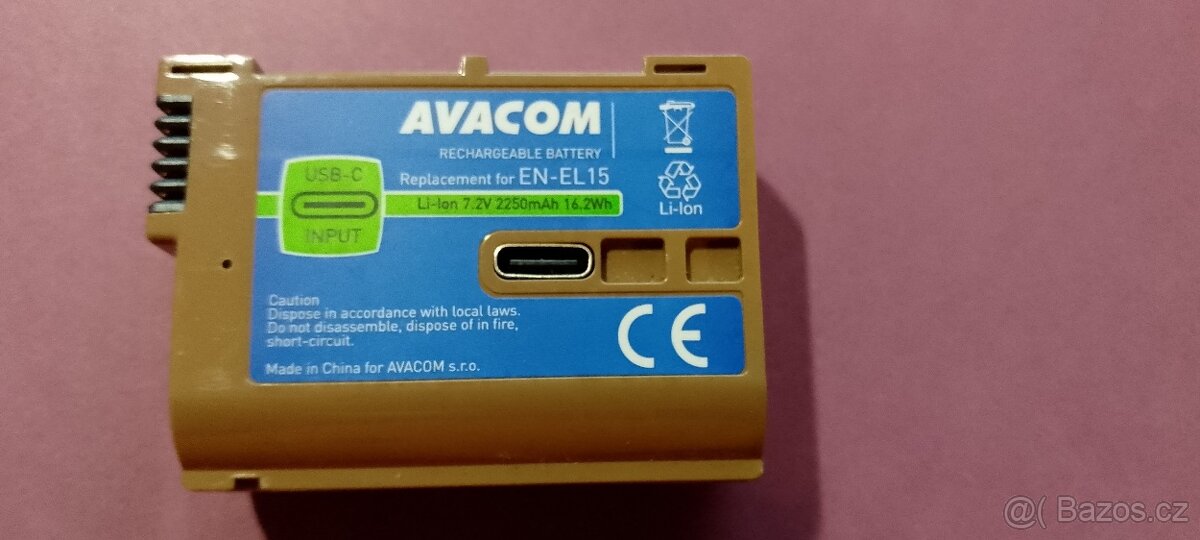 AVACOM
RECHARGEABLE BATTERY
Replacement for EN-EL15
USB-C
Li-Ion 7.2V 2250mAh 16.2Wh
INPUT
Li-Ion
Caution
Dispose in accordance with local laws.
Do not disassemble, dispose of in fire,
short-circuit.
CE
Made in China for AVACOM s.r.o.
@( Bazos.cz